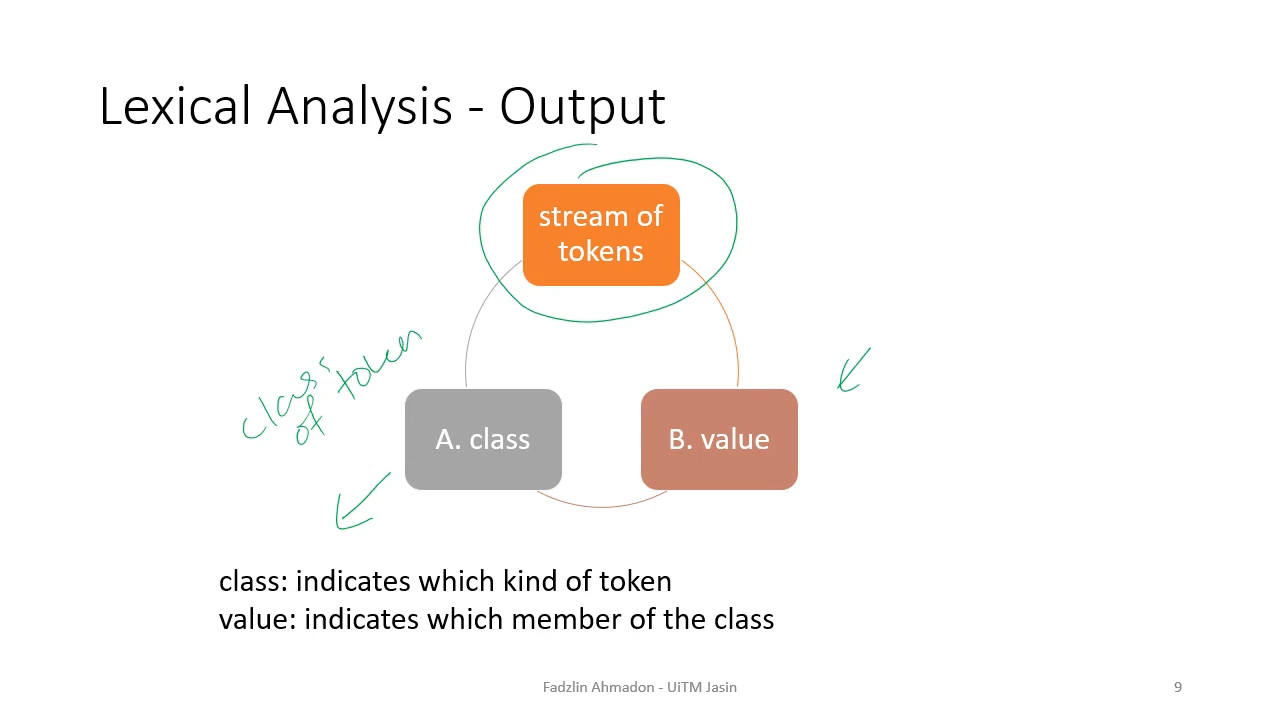 Lexical Analysis - Output
stream of
tokens
class
of token
A. class
B. value
class: indicates which kind of token
value: indicates which member of the class
Fadzlin Ahmadon - UiTM Jasin
9